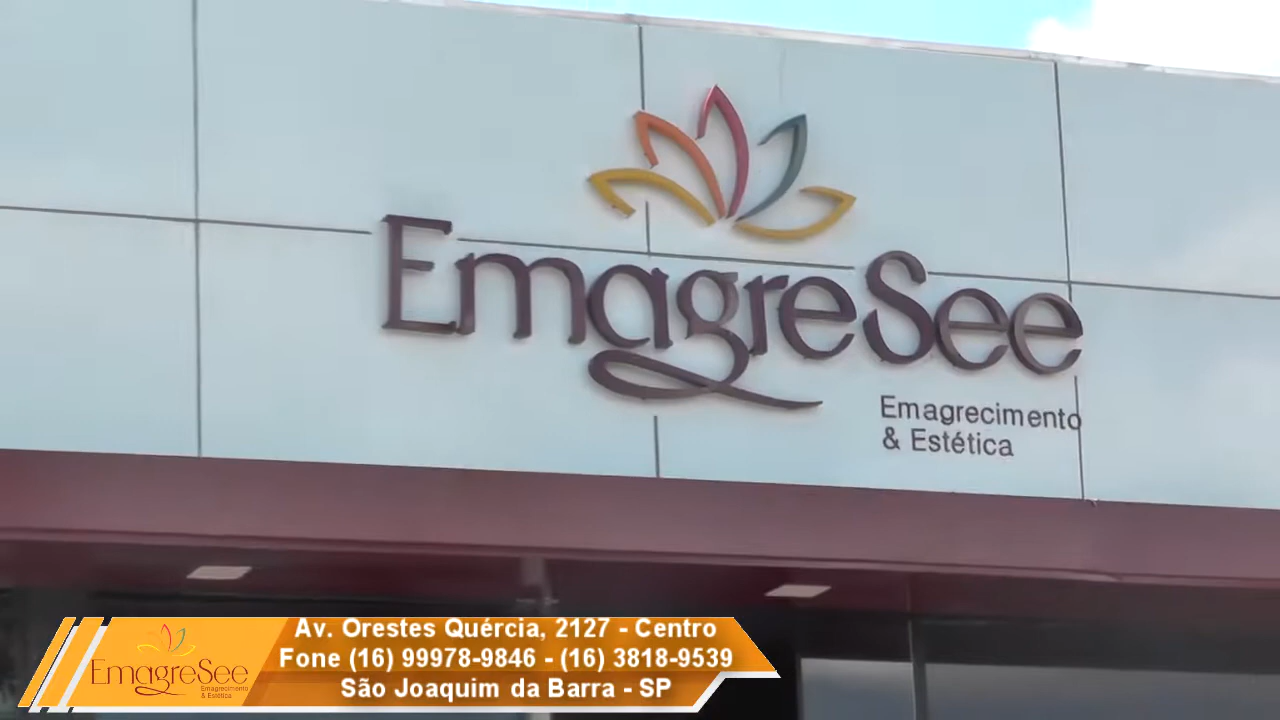 EmagreSee
Emagrecimento
& Estética
EmagreSee
Emagrecimento
& Estética
Av. Orestes Quércia, 2127 - Centro
Fone (16) 99978-9846 - (16) 3818-9539
São Joaquim da Barra - SP